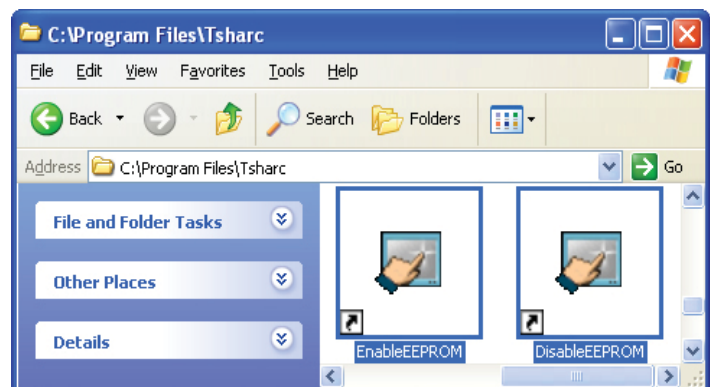 C:\Program Files\Tsharc
File Edit View Favorites Tools Help
Back Search Folders
Address C:\Program Files\Tsharc Go
File and Folder Tasks
Other Places
Details
EnableEEPROM DisableEEPROM